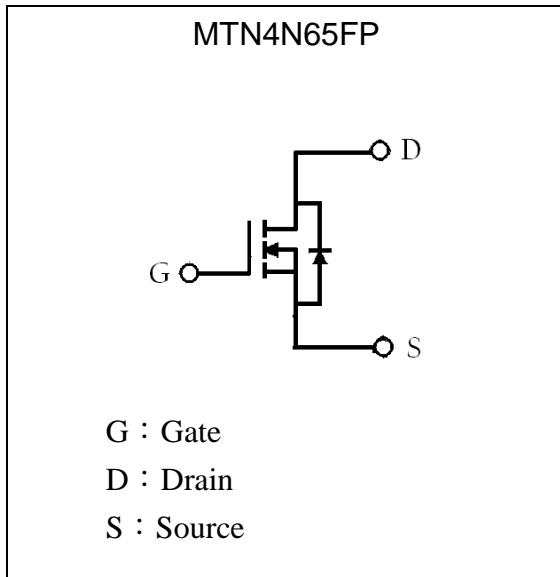 MTN4N65FP
D
G
S
G：Gate
D：Drain
S：Source